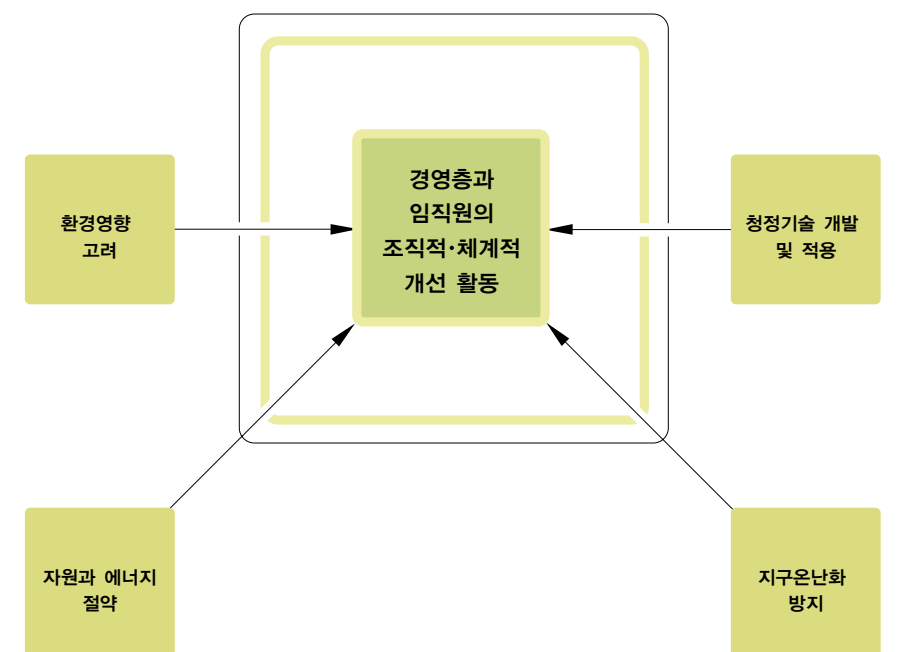 경영층과
임직원의
조직적·체계적
개선 활동
환경영향
고려
청정기술 개발
및 적용
자원과 에너지
절약
지구온난화
방지